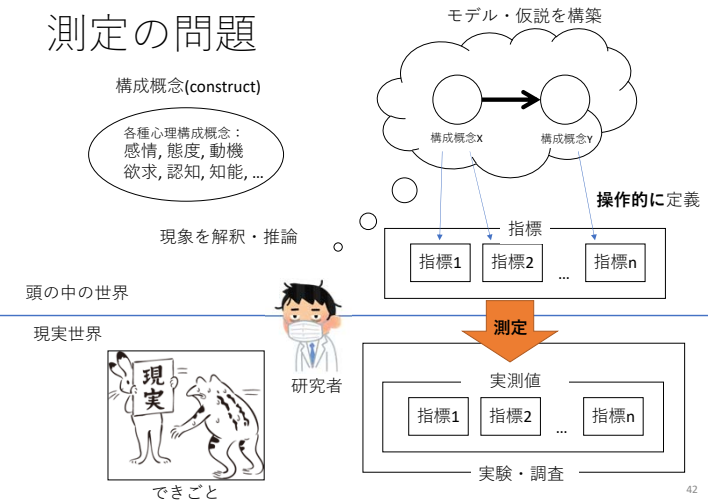 測定の問題
モデル・仮説を構築
構成概念(construct)
各種心理構成概念：
感情, 態度, 動機
欲求, 認知, 知能, ...
構成概念X
構成概念Y
操作的に定義
現象を解釈・推論
指標
指標1
指標2
...
指標n
頭の中の世界
現実世界
測定
現実
研究者
できごと
実測値
指標1
指標2
...
指標n
実験・調査
42